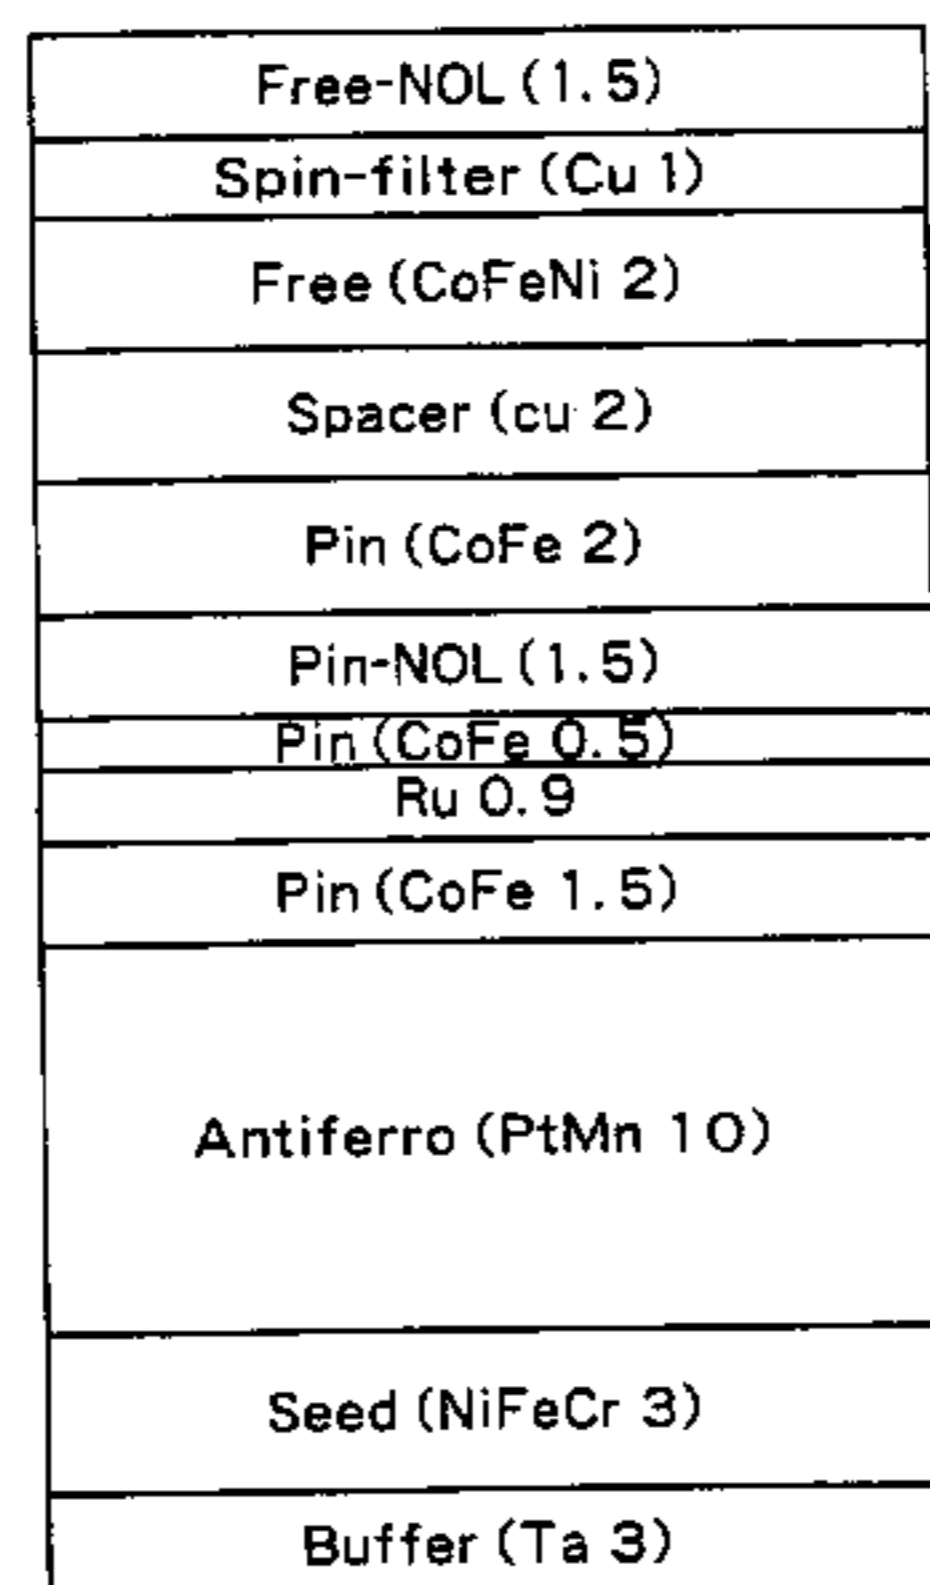 Free-NOL (1.5)
Spin-filter (Cu 1)
Free (CoFeNi 2)
Spacer (cu 2)
Pin (CoFe 2)
Pin-NOL (1.5)
Pin (CoFe 0.5)
Ru 0.9
Pin (CoFe 1.5)
Antiferro (PtMn 10)
Seed (NiFeCr 3)
Buffer (Ta 3)